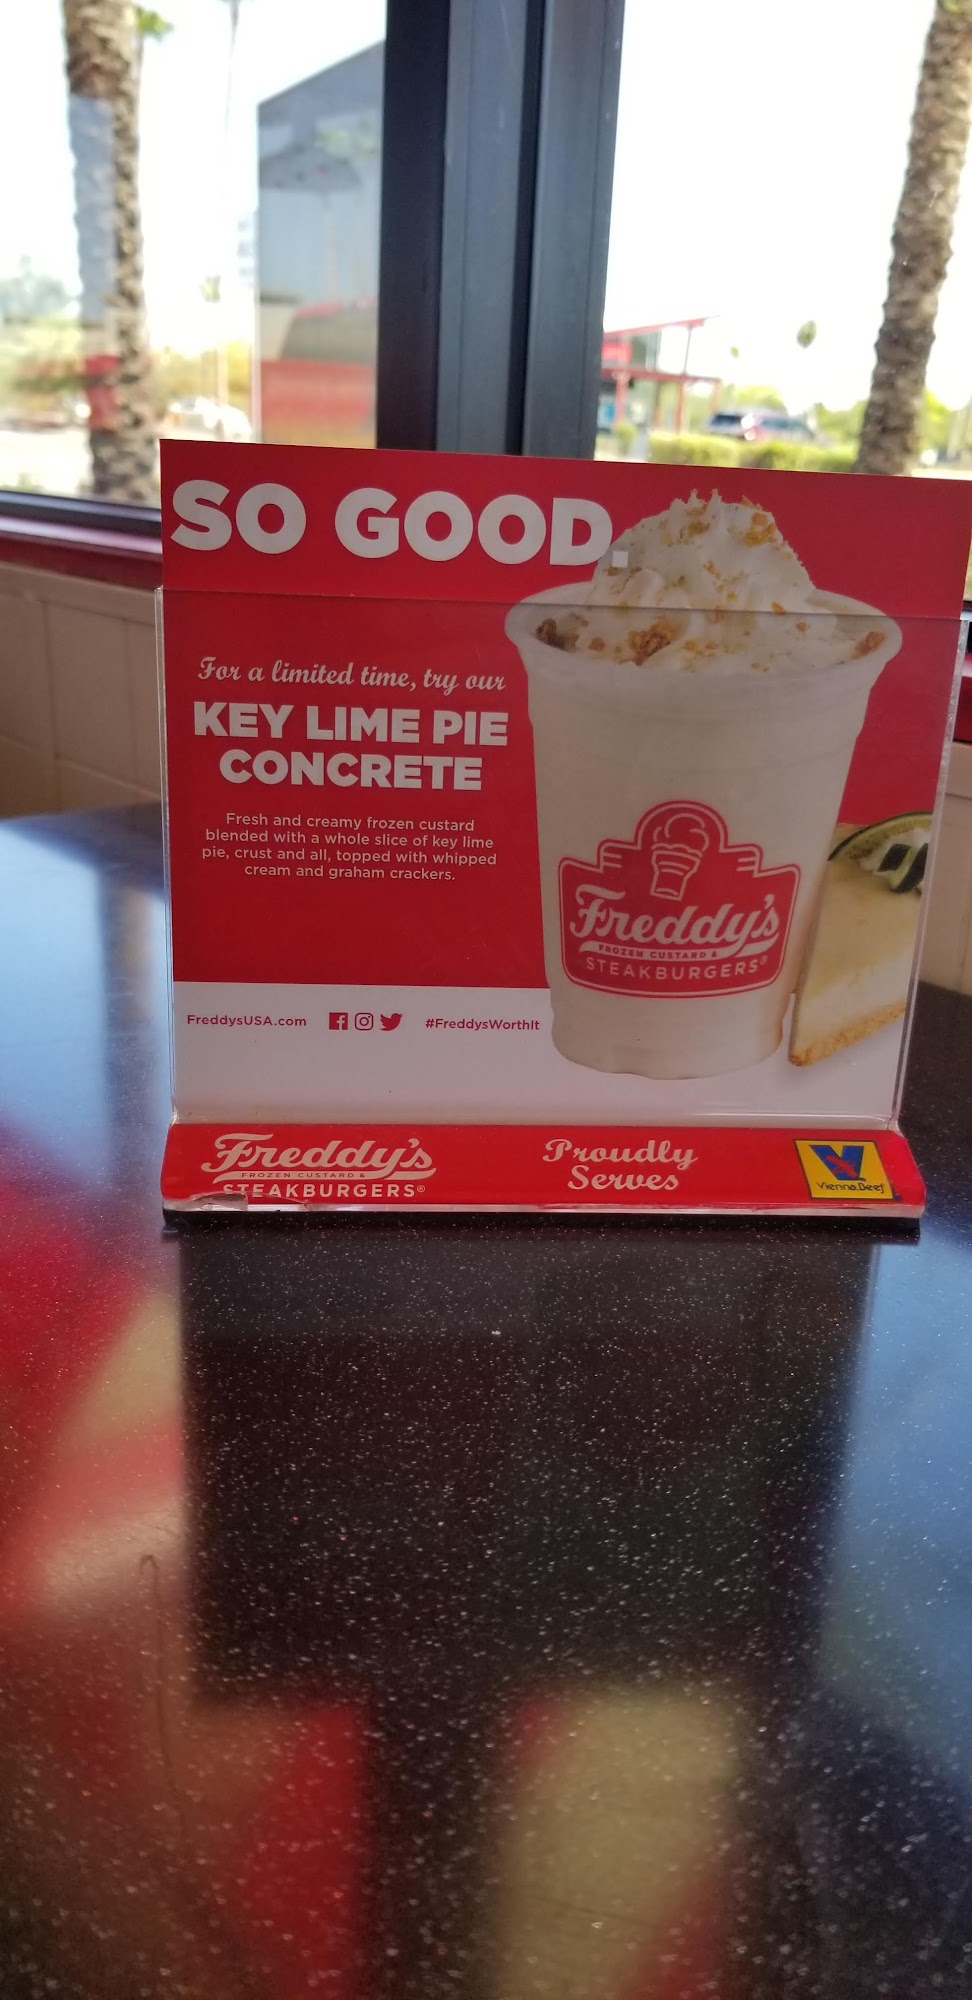 SO GOOD.
For a limited time, try our
KEY LIME PIE
CONCRETE
Fresh and creamy frozen custard
blended with a whole slice of key lime
pie, crust and all, topped with whipped
cream and graham crackers.
Freddy's
FROZEN CUSTARD &
STEAKBURGERS®
FreddysUSA.com
#FreddysWorthIt
Freddy's
FROZEN CUSTARD &
STEAKBURGERS®
Proudly
Serves
Vienna Beef